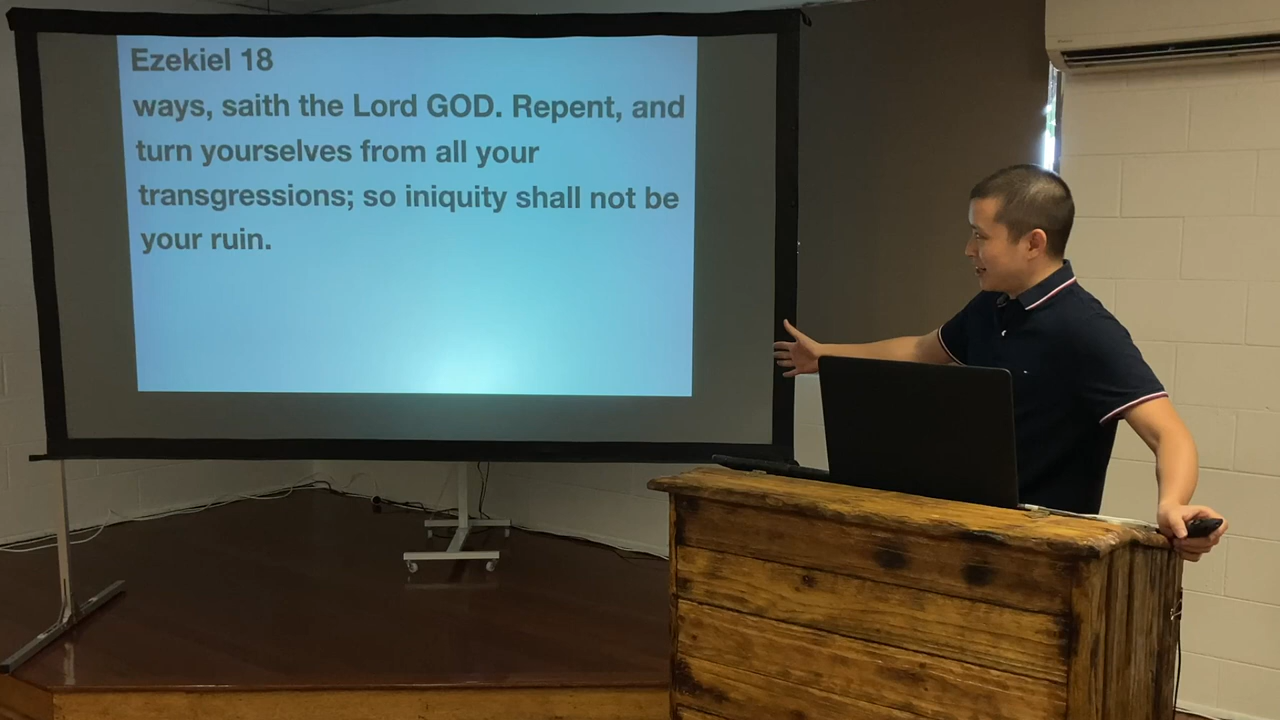 Ezekiel 18
ways, saith the Lord GOD. Repent, and
turn yourselves from all your
transgressions; so iniquity shall not be
your ruin.